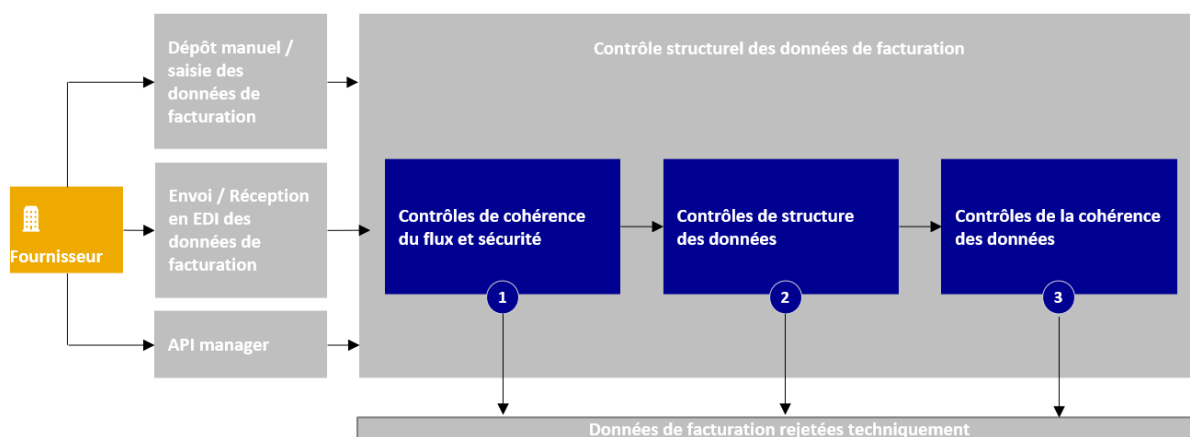 Dépôt manuel /
saisie des
données de
facturation
Contrôle structurel des données de facturation
Fournisseur
Envoi / Réception
en EDI des
données de
facturation
Contrôles de cohérence
du flux et sécurité
1
Contrôles de structure
des données
2
Contrôles de la cohérence
des données
3
API manager
Données de facturation rejetées techniquement